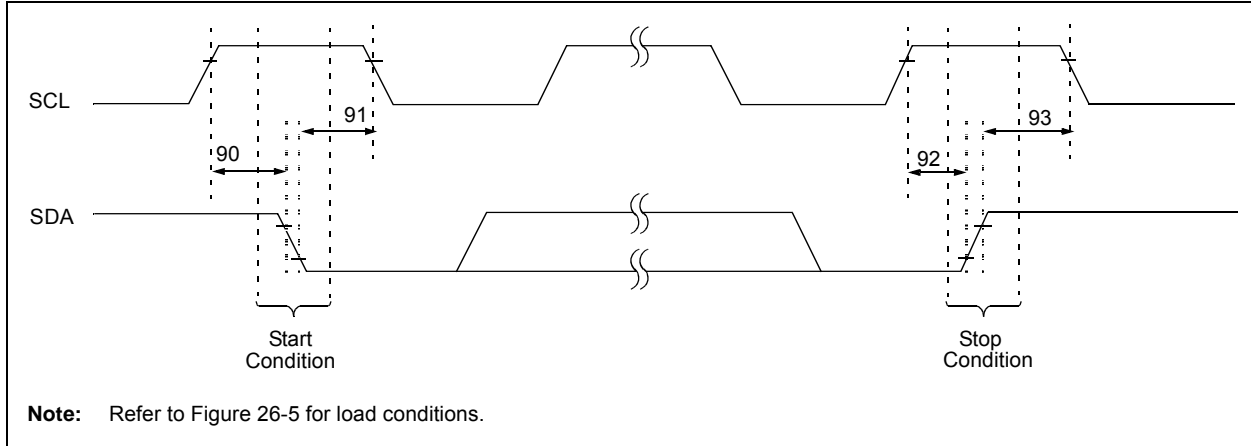 SCL
91
93
90
92
SDA
Start
Condition
Stop
Condition
Note: Refer to Figure 26-5 for load conditions.